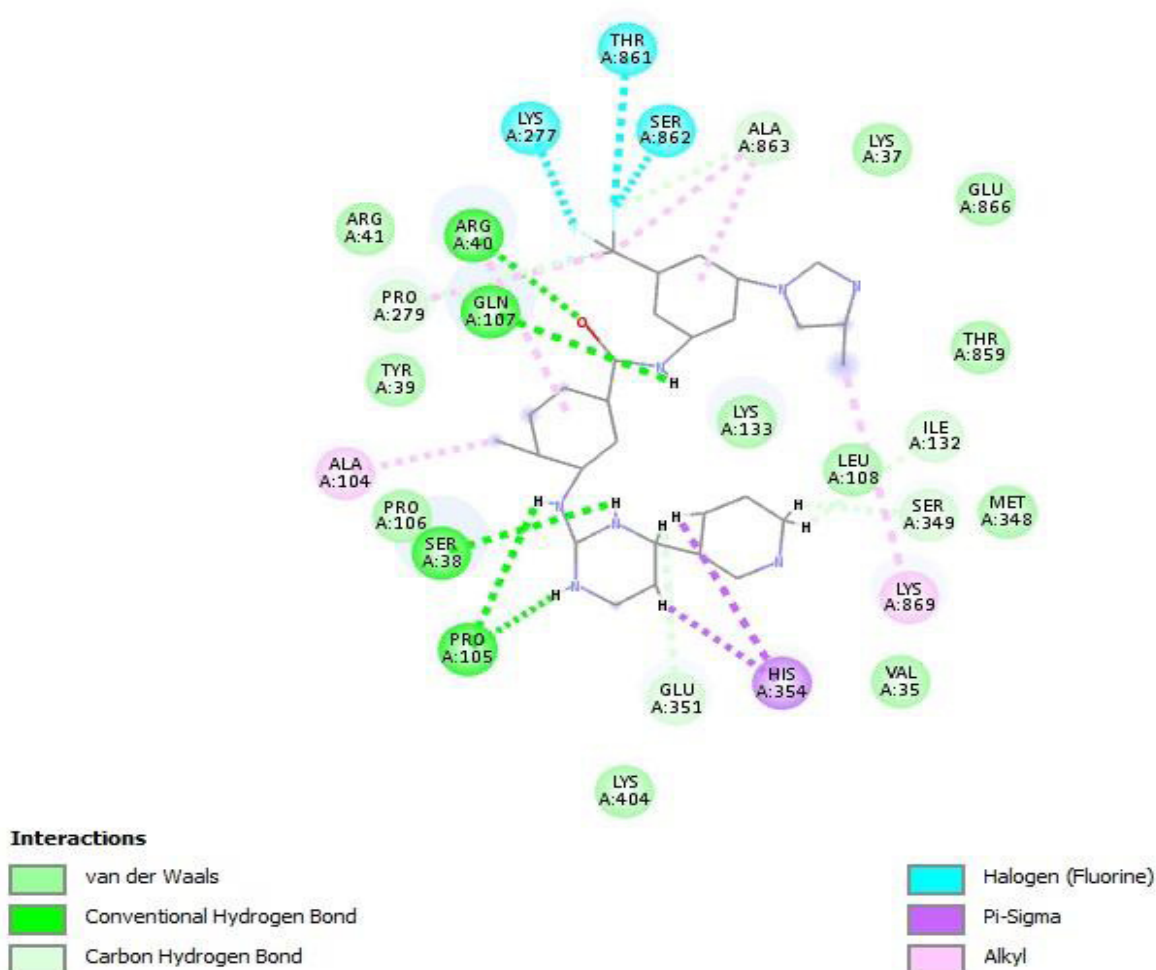 THR
A:861
LYS
A:277
SER
A:862
ALA
A:863
LYS
A:37
GLU
A:866
ARG
A:41
ARG
A:40
PRO
A:279
GLN
A:107
O
N
N
N
H
THR
A:859
TYR
A:39
LYS
A:133
ILE
A:132
ALA
A:104
LEU
A:108
PRO
A:106
SER
A:38
H
N
H
N
H
H
H
H
SER
A:349
MET
A:348
N
N
H
H
LYS
A:869
PRO
A:105
GLU
A:351
HIS
A:354
VAL
A:35
LYS
A:404
Interactions
van der Waals
Conventional Hydrogen Bond
Carbon Hydrogen Bond
Halogen (Fluorine)
Pi-Sigma
Alkyl